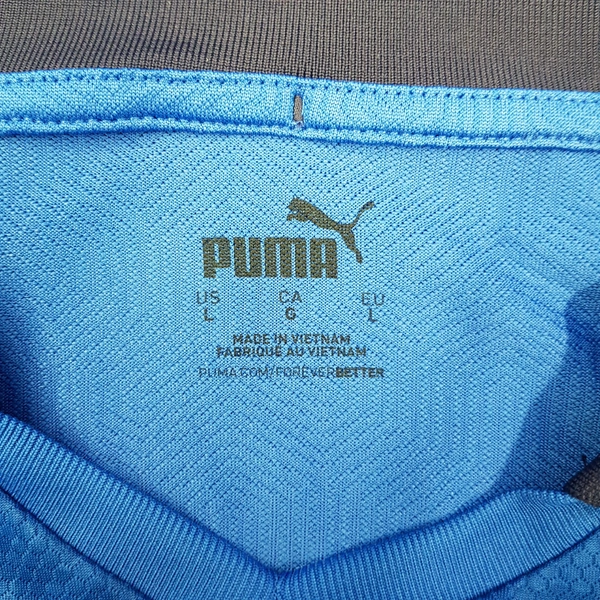 PUMA
US CA EU
L G L
MADE IN VIETNAM
FABRIQUE AU VIETNAM
PUMA.COM/FOREVERBETTER